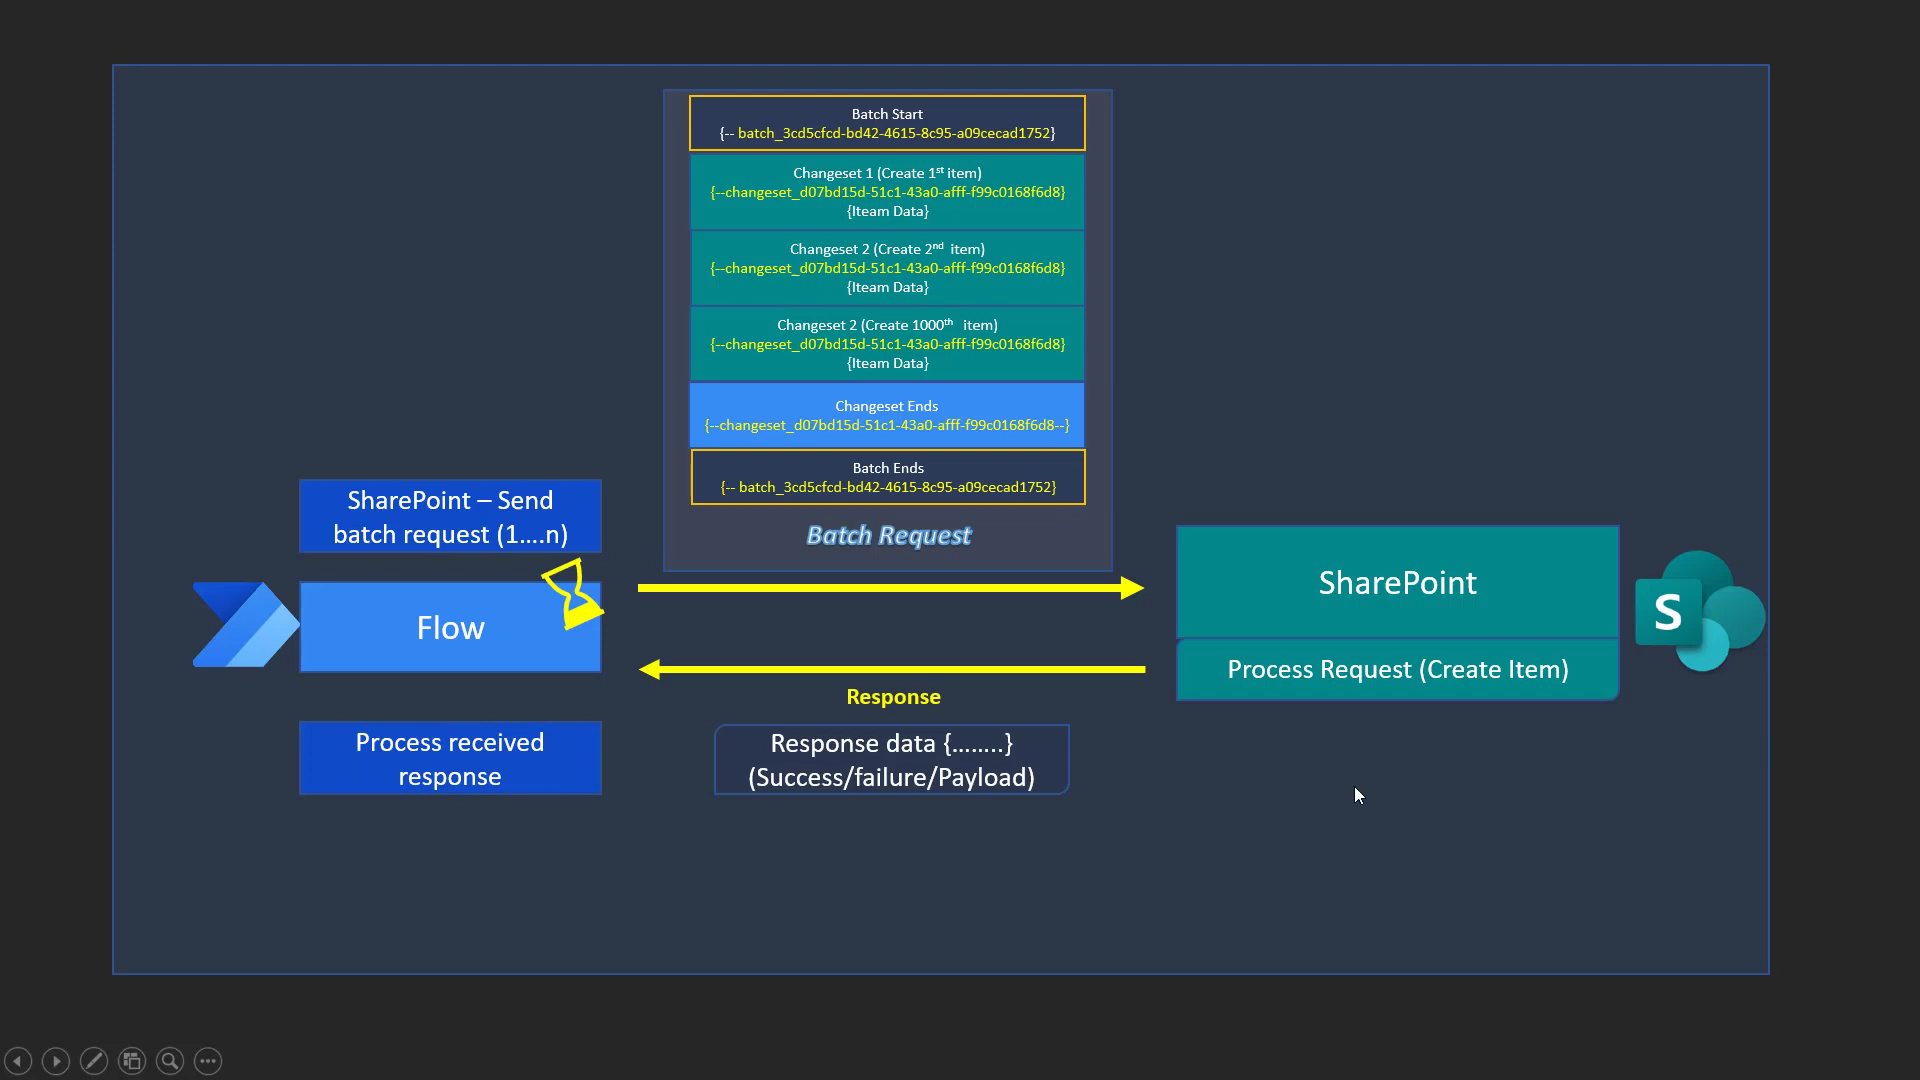 Batch Start
{-- batch_3cd5cfcd-bd42-4615-8c95-a09cecad1752}
Changeset 1 (Create 1st item)
{--changeset_d07bd15d-51c1-43a0-afff-f99c0168f6d8}
{Iteam Data}
Changeset 2 (Create 2nd item)
{--changeset_d07bd15d-51c1-43a0-afff-f99c0168f6d8}
{Iteam Data}
Changeset 2 (Create 1000th item)
{--changeset_d07bd15d-51c1-43a0-afff-f99c0168f6d8}
{Iteam Data}
Changeset Ends
{--changeset_d07bd15d-51c1-43a0-afff-f99c0168f6d8--}
Batch Ends
{-- batch_3cd5cfcd-bd42-4615-8c95-a09cecad1752}
Batch Request
SharePoint – Send
batch request (1....n)
Flow
SharePoint
S
Process Request (Create Item)
Response
Process received
response
Response data {........}
(Success/failure/Payload)